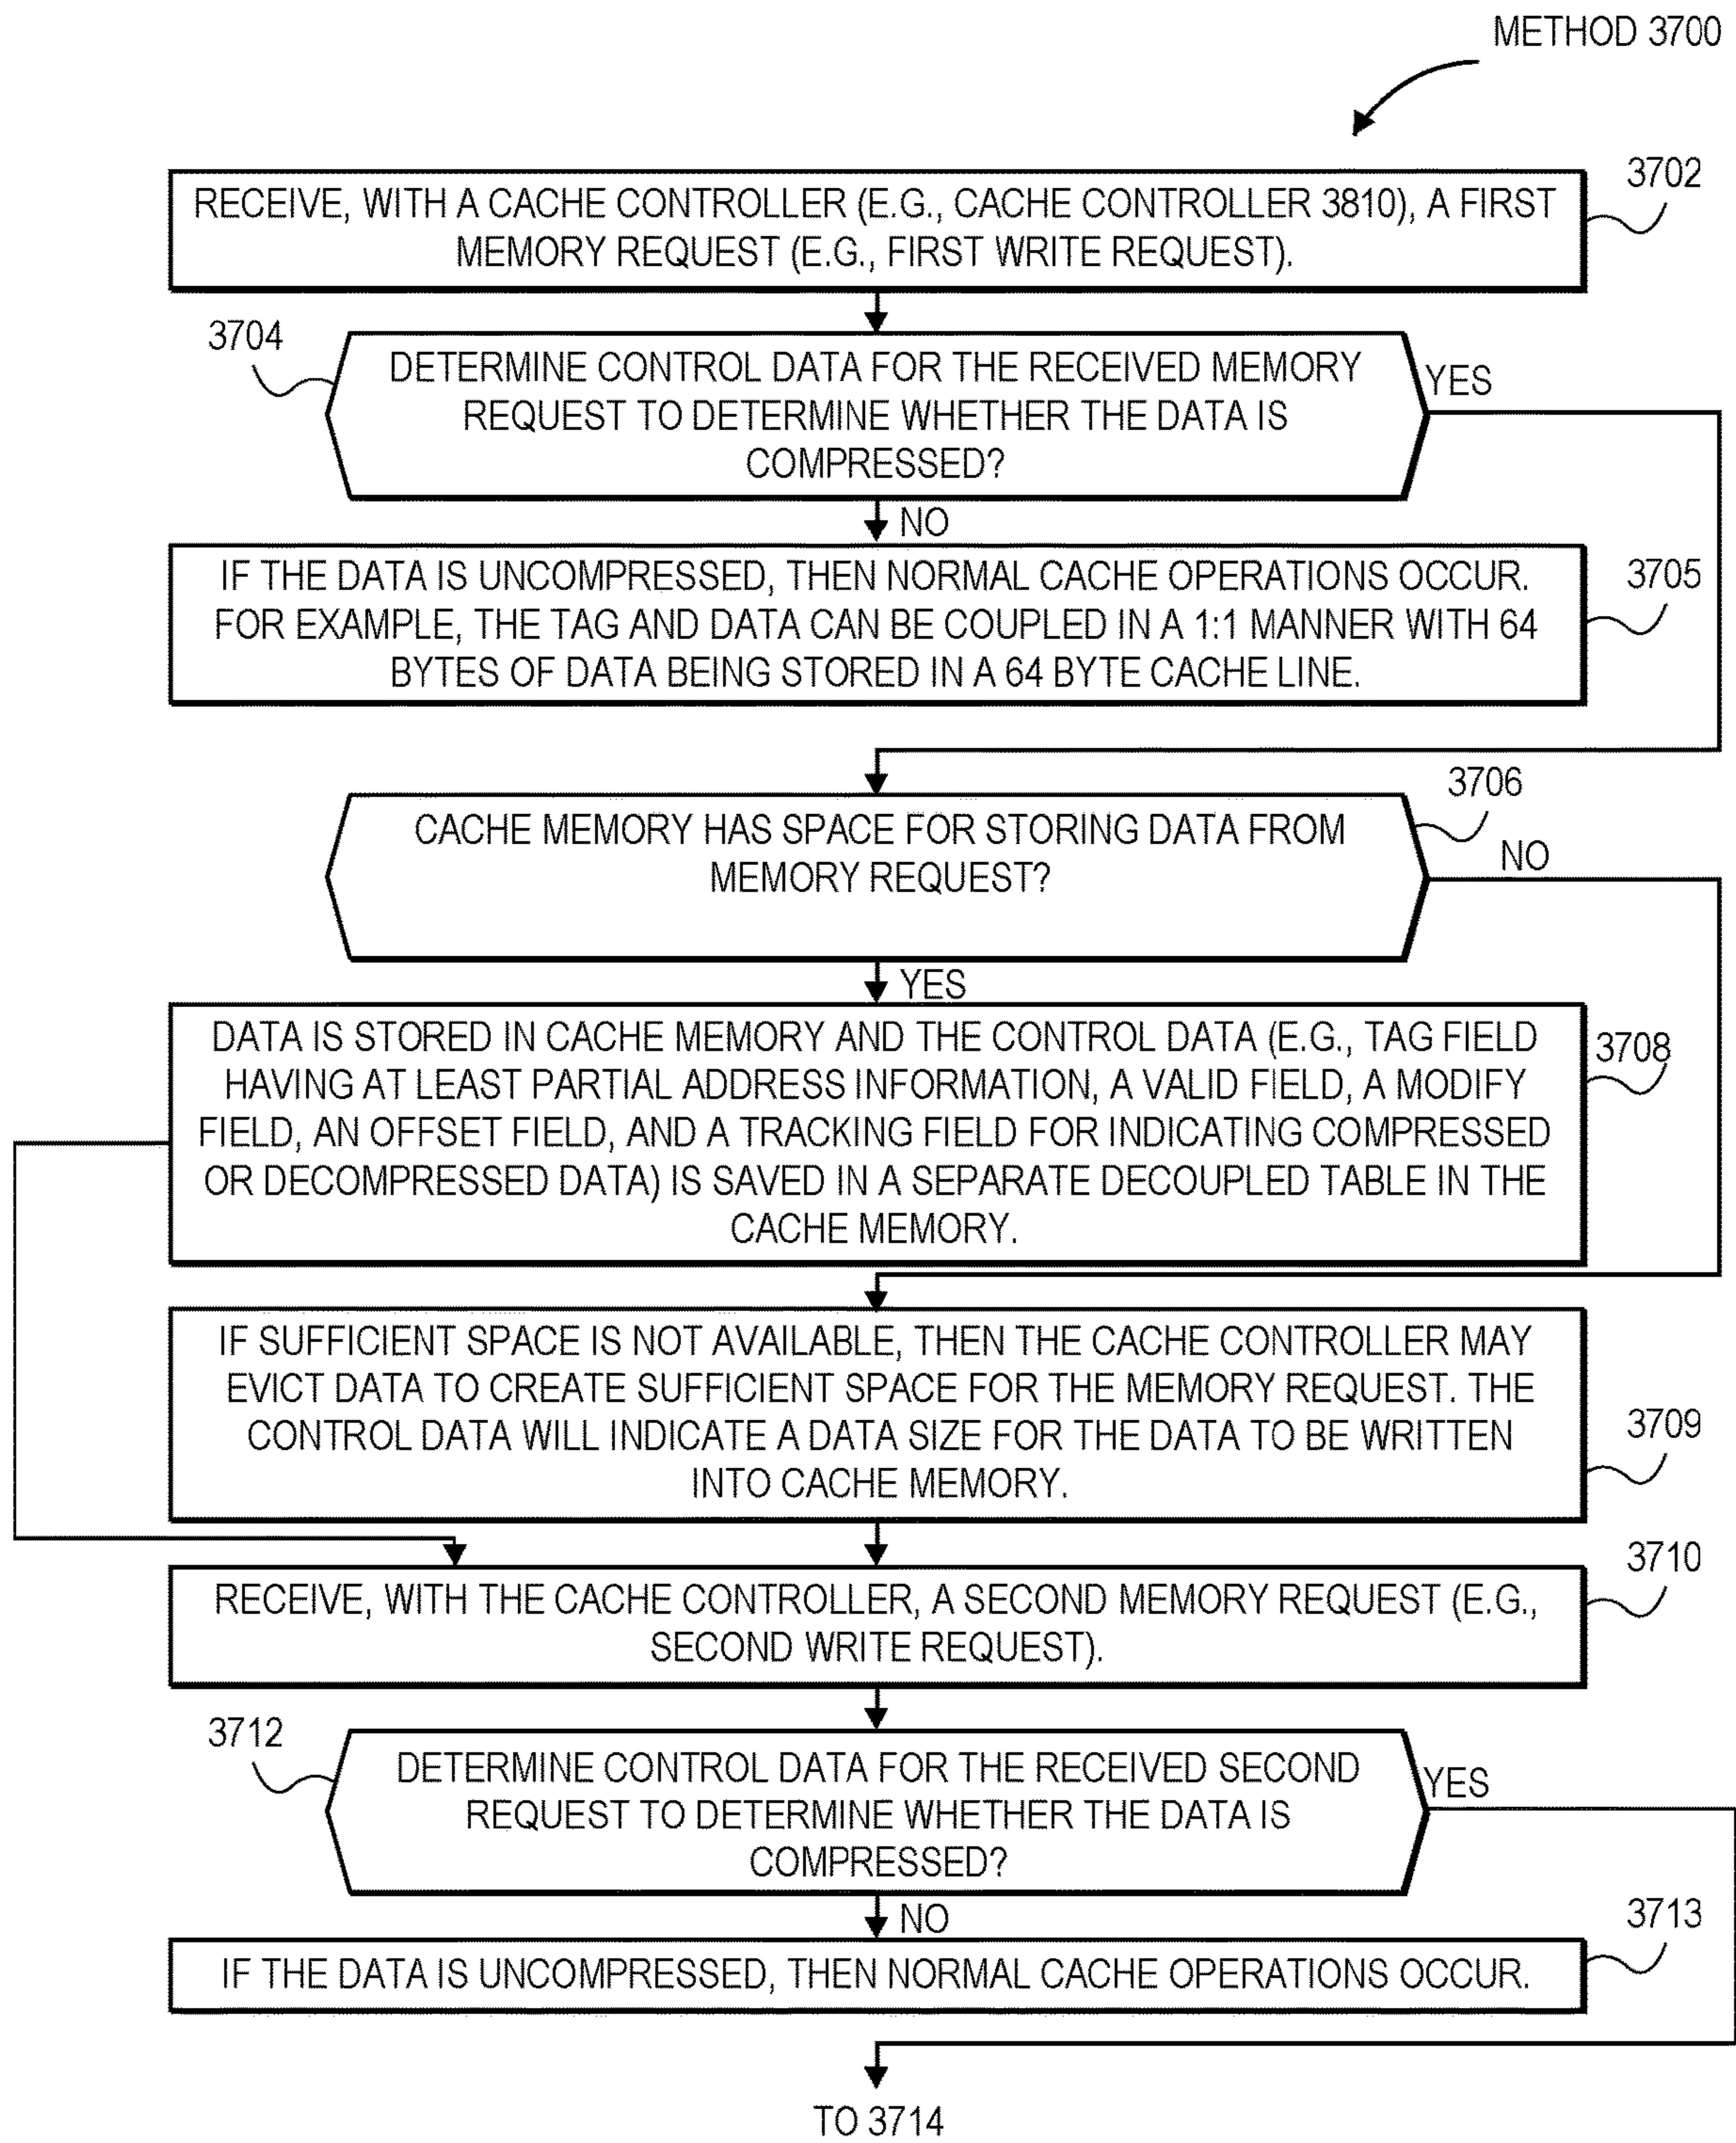 METHOD 3700
3702
RECEIVE, WITH A CACHE CONTROLLER (E.G., CACHE CONTROLLER 3810), A FIRST
MEMORY REQUEST (E.G., FIRST WRITE REQUEST).
3704
DETERMINE CONTROL DATA FOR THE RECEIVED MEMORY
REQUEST TO DETERMINE WHETHER THE DATA IS
COMPRESSED?
YES
NO
3705
IF THE DATA IS UNCOMPRESSED, THEN NORMAL CACHE OPERATIONS OCCUR.
FOR EXAMPLE, THE TAG AND DATA CAN BE COUPLED IN A 1:1 MANNER WITH 64
BYTES OF DATA BEING STORED IN A 64 BYTE CACHE LINE.
3706
CACHE MEMORY HAS SPACE FOR STORING DATA FROM
MEMORY REQUEST?
NO
YES
3708
DATA IS STORED IN CACHE MEMORY AND THE CONTROL DATA (E.G., TAG FIELD
HAVING AT LEAST PARTIAL ADDRESS INFORMATION, A VALID FIELD, A MODIFY
FIELD, AN OFFSET FIELD, AND A TRACKING FIELD FOR INDICATING COMPRESSED
OR DECOMPRESSED DATA) IS SAVED IN A SEPARATE DECOUPLED TABLE IN THE
CACHE MEMORY.
IF SUFFICIENT SPACE IS NOT AVAILABLE, THEN THE CACHE CONTROLLER MAY
EVICT DATA TO CREATE SUFFICIENT SPACE FOR THE MEMORY REQUEST. THE
CONTROL DATA WILL INDICATE A DATA SIZE FOR THE DATA TO BE WRITTEN
INTO CACHE MEMORY.
3709
3710
RECEIVE, WITH THE CACHE CONTROLLER, A SECOND MEMORY REQUEST (E.G.,
SECOND WRITE REQUEST).
3712
DETERMINE CONTROL DATA FOR THE RECEIVED SECOND
REQUEST TO DETERMINE WHETHER THE DATA IS
COMPRESSED?
YES
NO
3713
IF THE DATA IS UNCOMPRESSED, THEN NORMAL CACHE OPERATIONS OCCUR.
TO 3714